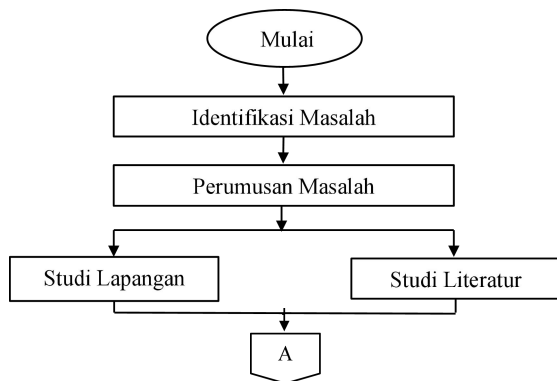 Mulai
Identifikasi Masalah
Perumusan Masalah
Studi Lapangan
Studi Literatur
A